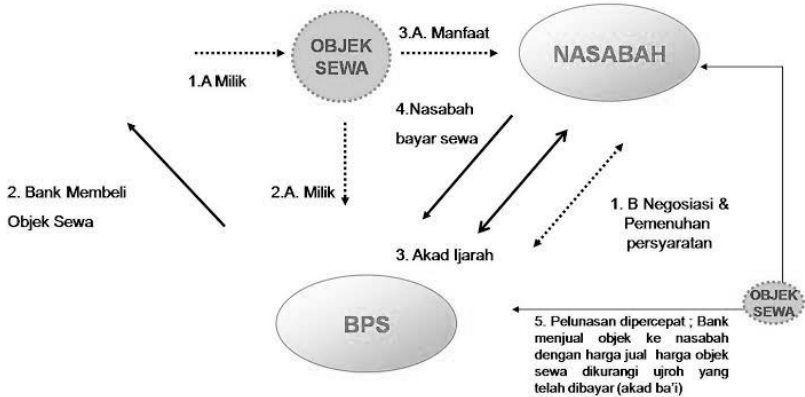 3.A. Manfaat
OBJEK
SEWA
NASABAH
1.A Milik
4.Nasabah
bayar sewa
2. Bank Membeli
Objek Sewa
2.A. Milik
1. B Negosiasi &
Pemenuhan
persyaratan
3. Akad Ijarah
OBJEK
SEWA
BPS
5. Pelunasan dipercepat ; Bank
menjual objek ke nasabah
dengan harga jual harga objek
sewa dikurangi ujroh yang
telah dibayar (akad ba'i)